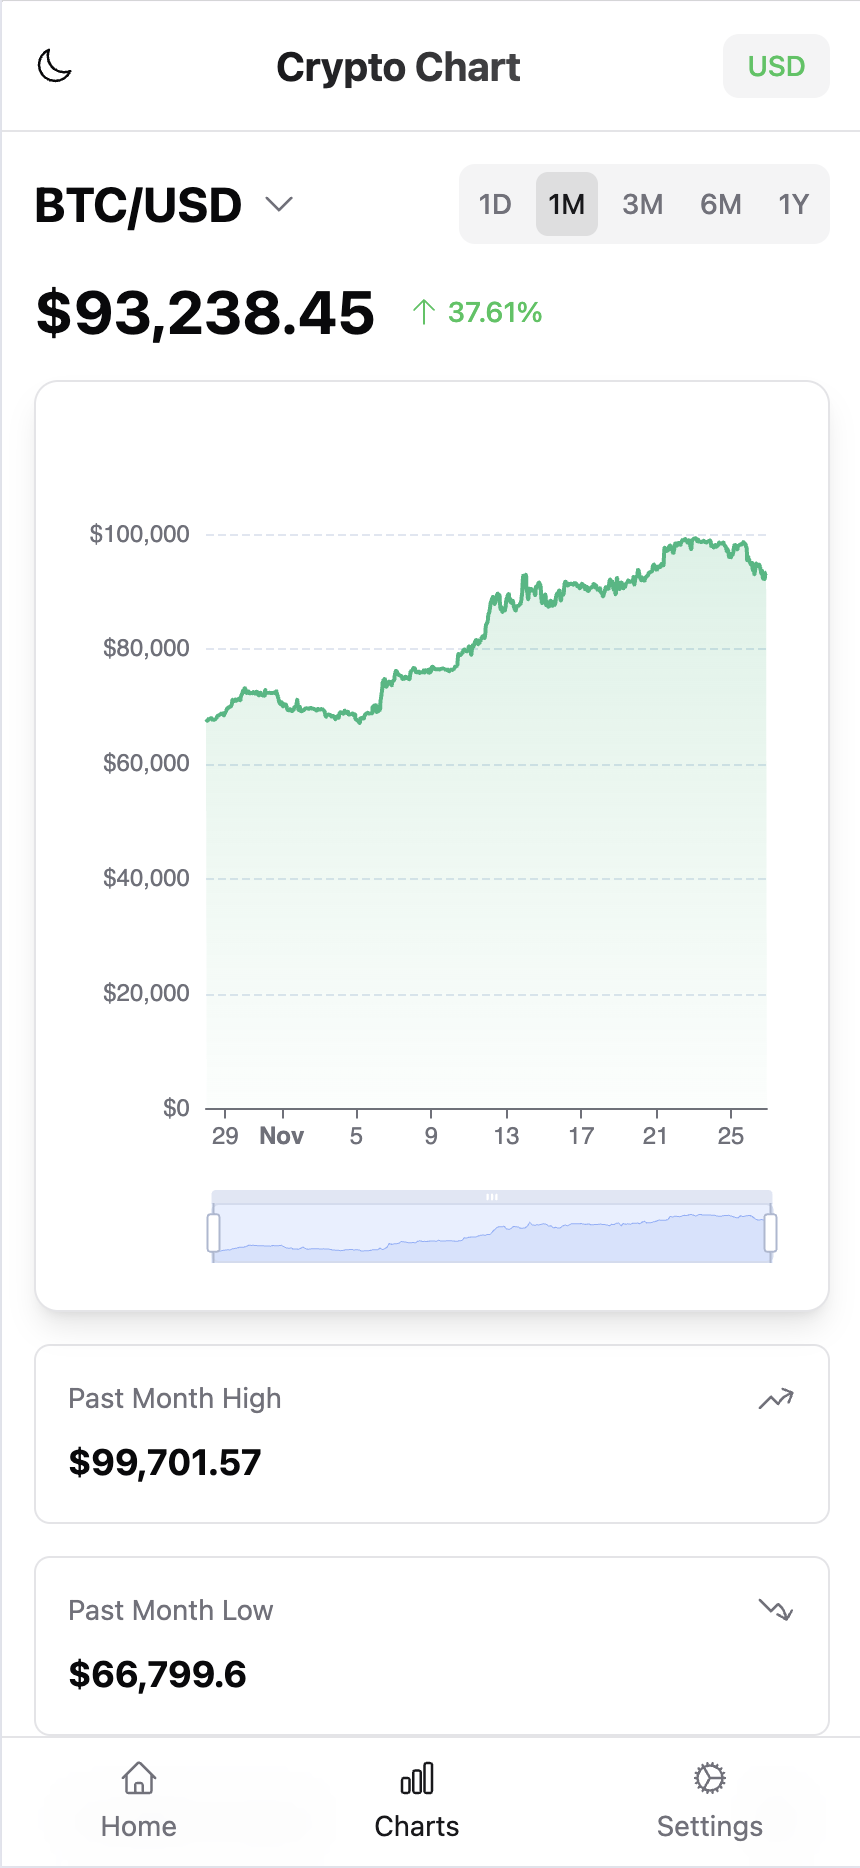 Crypto Chart
USD
BTC/USD
1D 1M 3M 6M 1Y
$93,238.45 ↑ 37.61%
$100,000
$80,000
$60,000
$40,000
$20,000
$0
29 Nov 5 9 13 17 21 25
Past Month High
$99,701.57
Past Month Low
$66,799.6
Home Charts Settings